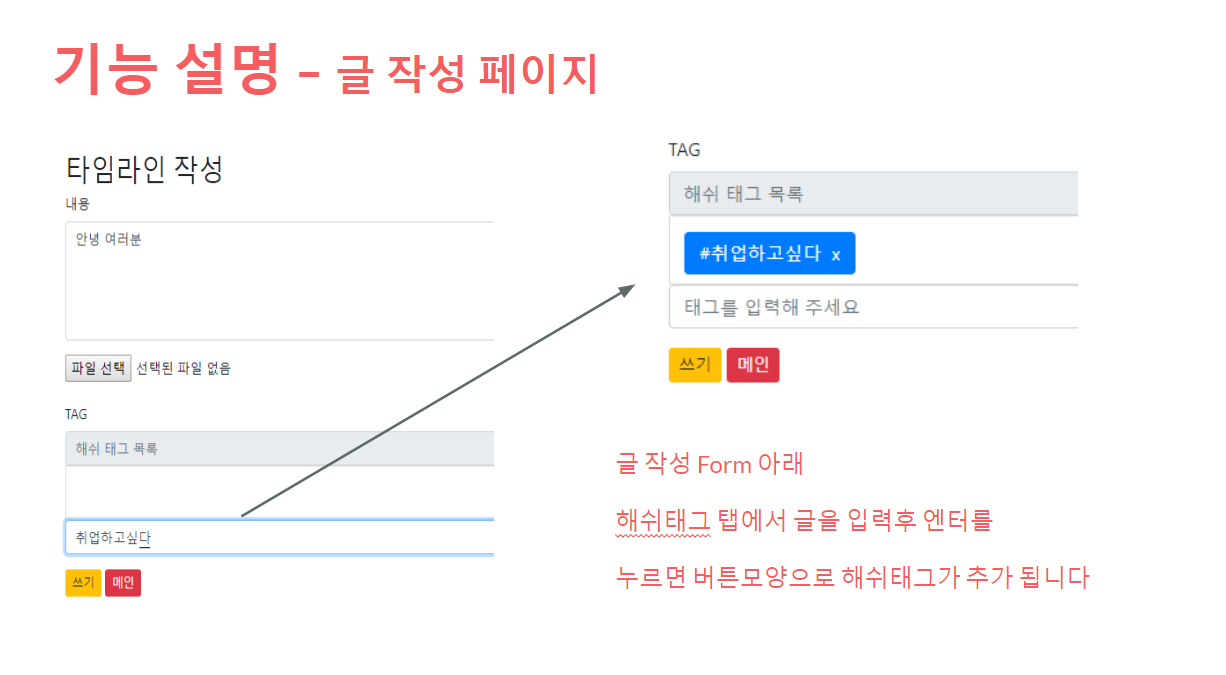 기능 설명 - 글 작성 페이지
타임라인 작성
내용
안녕 여러분
파일 선택 선택된 파일 없음
TAG
해쉬 태그 목록
취업하고싶다
쓰기 메인
TAG
해쉬 태그 목록
#취업하고싶다 x
태그를 입력해 주세요
쓰기 메인
글 작성 Form 아래
해쉬태그 탭에서 글을 입력후 엔터를
누르면 버튼모양으로 해쉬태그가 추가 됩니다